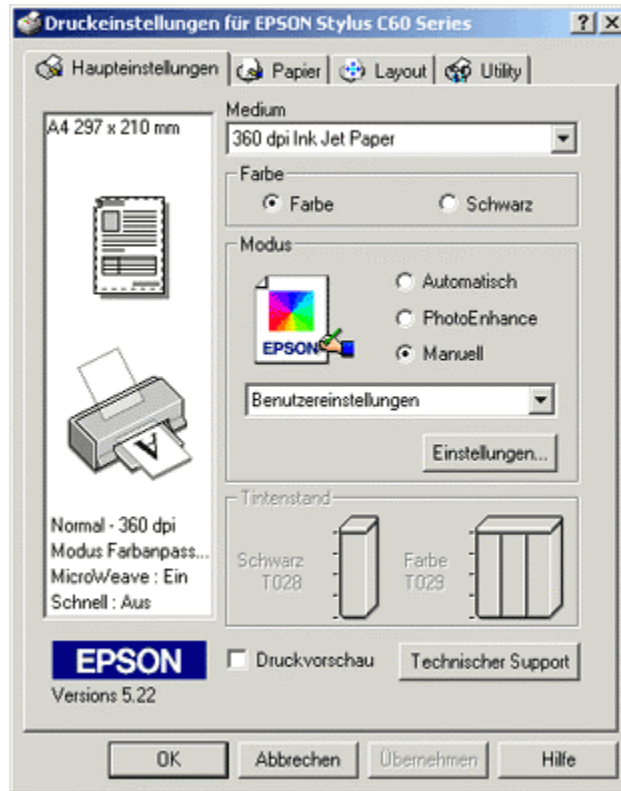 Druckeinstellungen für EPSON Stylus C60 Series
Haupteinstellungen Papier Layout Utility
A4 297 x 210 mm
Medium
360 dpi Ink Jet Paper
Farbe
Farbe Schwarz
Modus
Automatisch
PhotoEnhance
Manuell
EPSON
Benutzereinstellungen
Einstellungen...
Tintenstand
Schwarz
T028
Farbe
T029
A
Normal - 360 dpi
Modus Farbanpass...
MicroWeave : Ein
Schnell : Aus
EPSON
Versions 5.22
Druckvorschau
Technischer Support
OK Abbrechen Übernehmen Hilfe